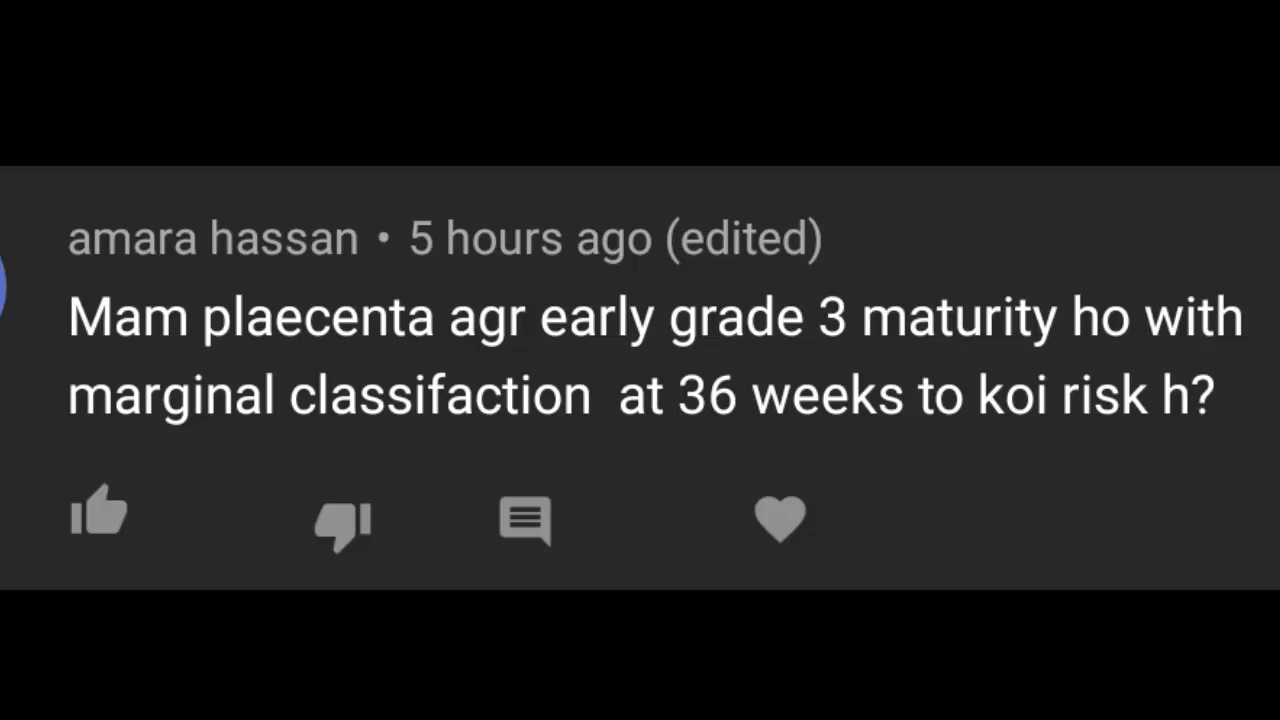 amara hassan • 5 hours ago (edited)
Mam plaecenta agr early grade 3 maturity ho with
marginal classifaction at 36 weeks to koi risk h?